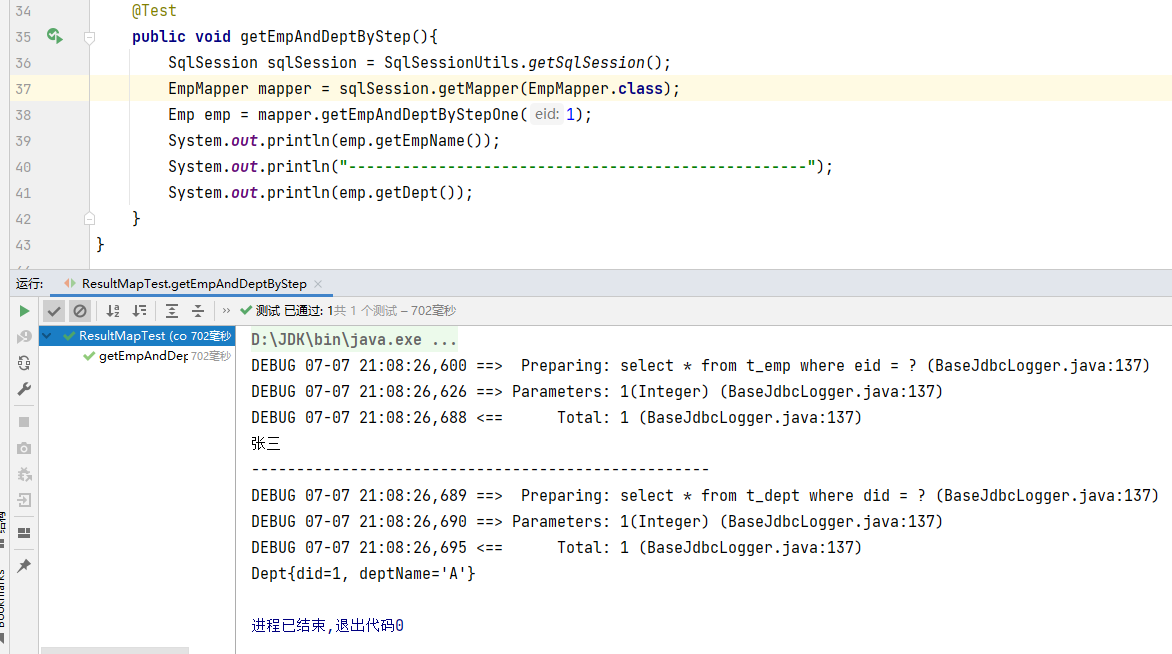 34 @Test
35 public void getEmpAndDeptByStep(){
36 SqlSession sqlSession = SqlSessionUtils.getSqlSession();
37 EmpMapper mapper = sqlSession.getMapper(EmpMapper.class);
38 Emp emp = mapper.getEmpAndDeptByStepOne( eid: 1);
39 System.out.println(emp.getEmpName());
40 System.out.println("---------------------------------------------------");
41 System.out.println(emp.getDept());
42 }
43 }
运行: ResultMapTest.getEmpAndDeptByStep
测试 已通过: 1共 1 个测试 – 702毫秒
ResultMapTest (co 702毫秒
getEmpAndDep 702毫秒
D:\JDK\bin\java.exe ...
DEBUG 07-07 21:08:26,600 ==>  Preparing: select * from t_emp where eid = ? (BaseJdbcLogger.java:137)
DEBUG 07-07 21:08:26,626 ==> Parameters: 1(Integer) (BaseJdbcLogger.java:137)
DEBUG 07-07 21:08:26,688 <==      Total: 1 (BaseJdbcLogger.java:137)
张三
---------------------------------------------------
DEBUG 07-07 21:08:26,689 ==>  Preparing: select * from t_dept where did = ? (BaseJdbcLogger.java:137)
DEBUG 07-07 21:08:26,690 ==> Parameters: 1(Integer) (BaseJdbcLogger.java:137)
DEBUG 07-07 21:08:26,695 <==      Total: 1 (BaseJdbcLogger.java:137)
Dept{did=1, deptName='A'}
进程已结束,退出代码0